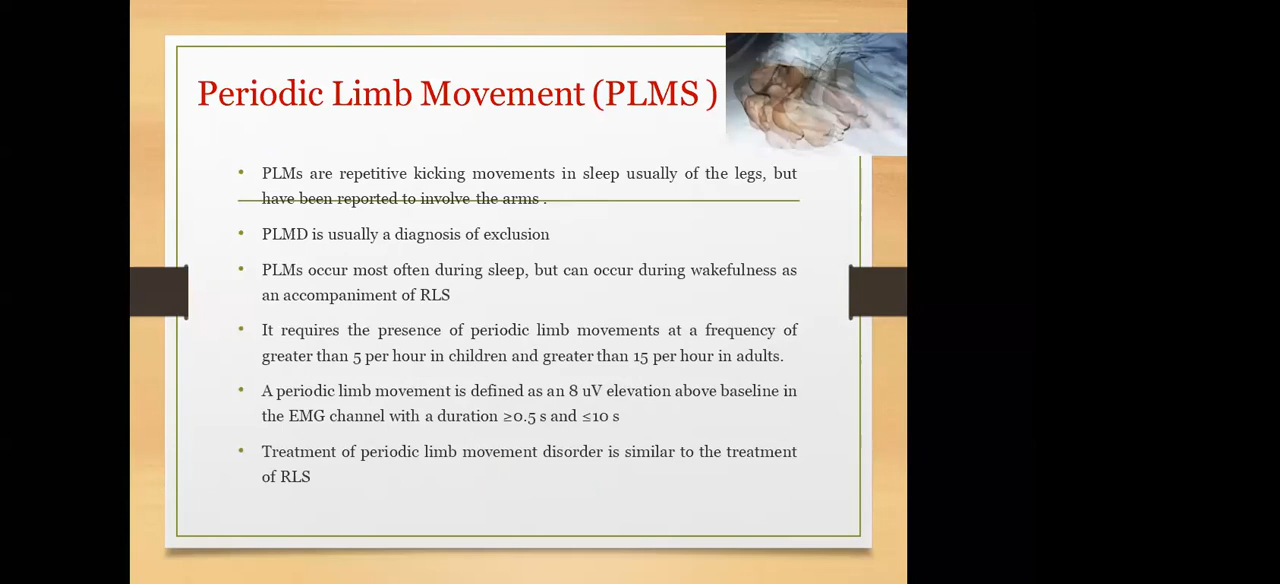 Periodic Limb Movement (PLMS )
• PLMs are repetitive kicking movements in sleep usually of the legs, but
have been reported to involve the arms .
• PLMD is usually a diagnosis of exclusion
• PLMs occur most often during sleep, but can occur during wakefulness as
an accompaniment of RLS
• It requires the presence of periodic limb movements at a frequency of
greater than 5 per hour in children and greater than 15 per hour in adults.
• A periodic limb movement is defined as an 8 uV elevation above baseline in
the EMG channel with a duration ≥0.5 s and ≤10 s
• Treatment of periodic limb movement disorder is similar to the treatment
of RLS